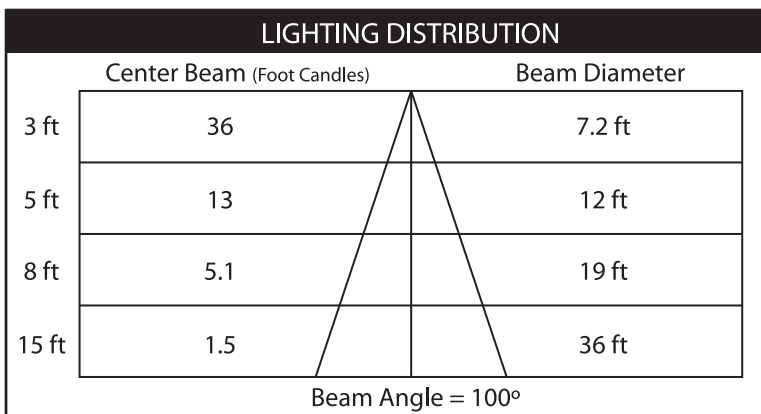 LIGHTING DISTRIBUTION
Center Beam (Foot Candles) Beam Diameter
3 ft 36 7.2 ft
5 ft 13 12 ft
8 ft 5.1 19 ft
15 ft 1.5 36 ft
Beam Angle = 100º